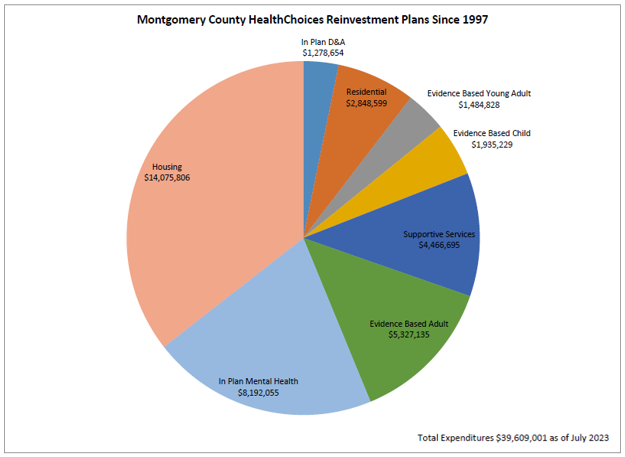 Montgomery County HealthChoices Reinvestment Plans Since 1997
In Plan D&A
$1,278,654
Residential
$2,848,599
Evidence Based Young Adult
$1,484,828
Evidence Based Child
$1,935,229
Supportive Services
$4,466,695
Evidence Based Adult
$5,327,135
In Plan Mental Health
$8,192,055
Housing
$14,075,806
Total Expenditures $39,609,001 as of July 2023